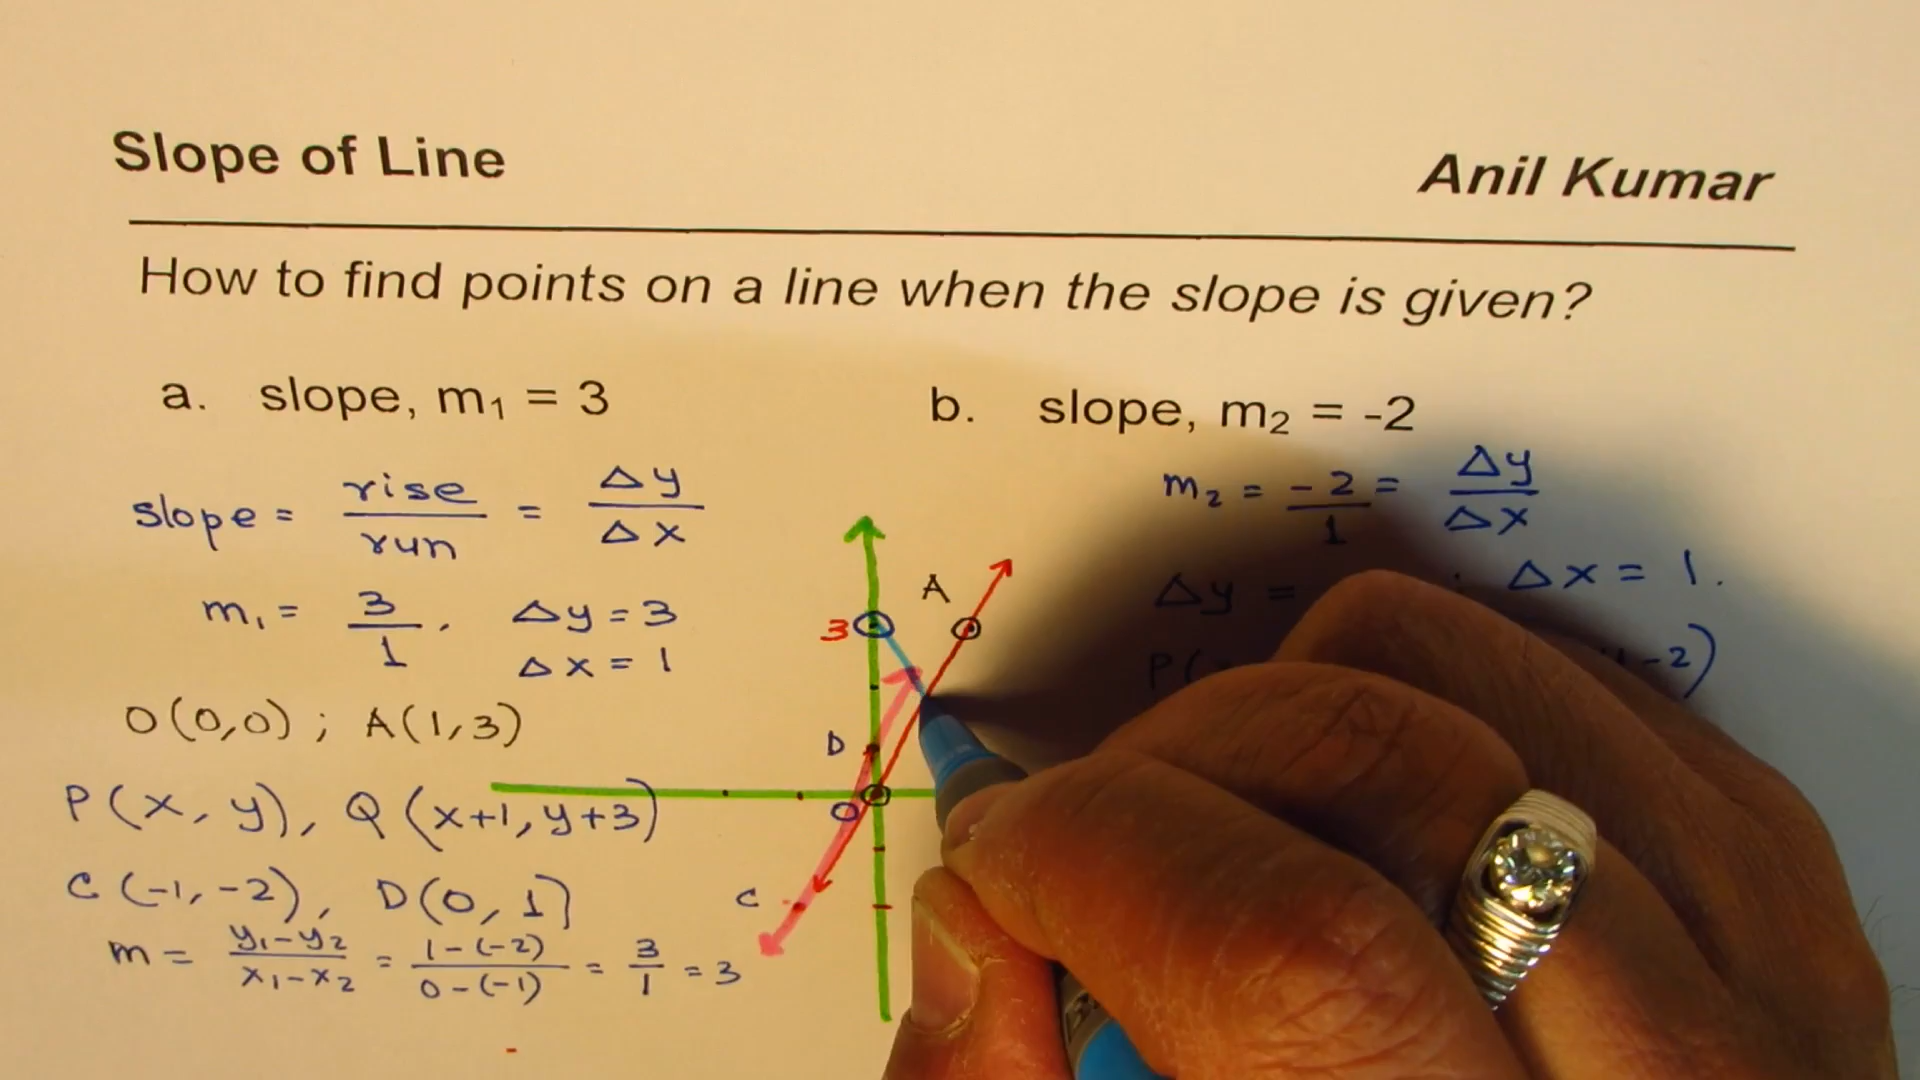 Slope of Line
Anil Kumar
How to find points on a line when the slope is given?
a. slope, m₁ = 3
slope = rise/run = Δy/Δx
m₁ = 3/1, Δy = 3
Δx = 1
O(0,0); A(1,3)
P(x, y), Q(x+1, y+3)
C(-1, -2), D(0, 1)
m = y₁-y₂/x₁-x₂ = 1-(-2)/0-(-1) = 3/1 = 3
b. slope, m₂ = -2
m₂ = -2/1 = Δy/Δx
Δy = ; Δx = 1.
P( -2)
A
3
D
O
C